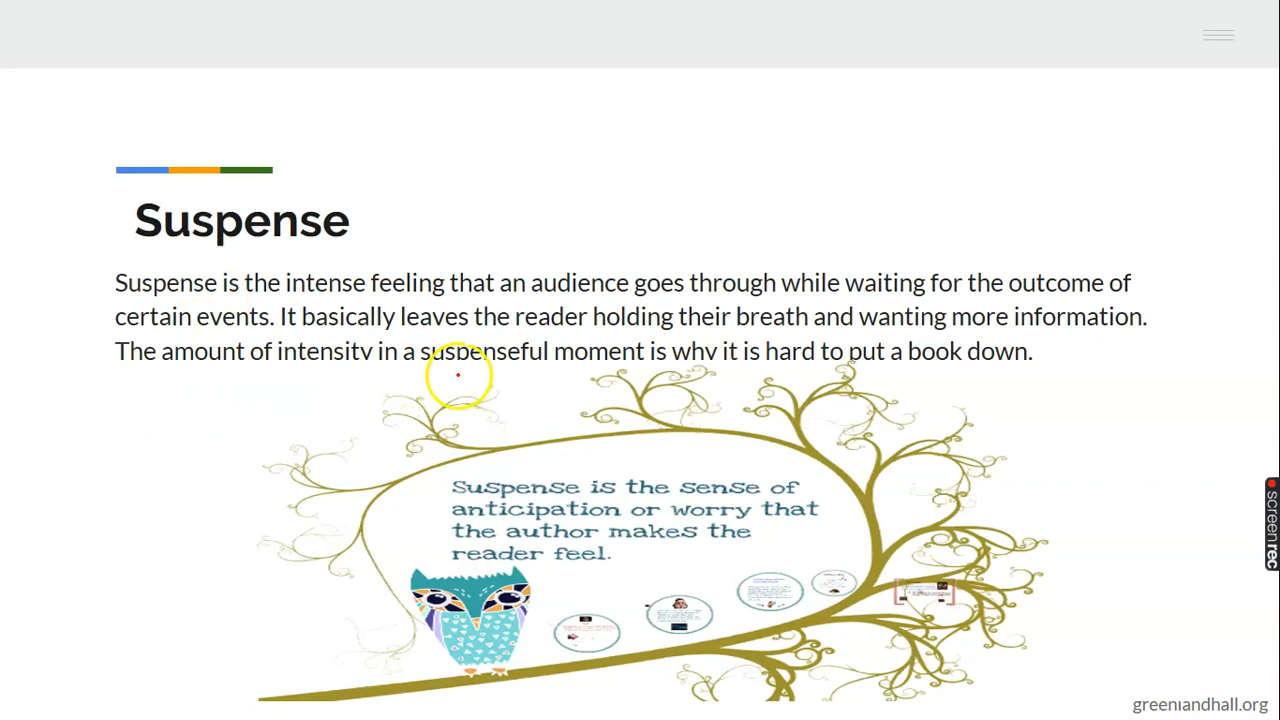 Suspense
Suspense is the intense feeling that an audience goes through while waiting for the outcome of
certain events. It basically leaves the reader holding their breath and wanting more information.
The amount of intensity in a suspenseful moment is why it is hard to put a book down.
Suspense is the sense of
anticipation or worry that
the author makes the
reader feel.
screenrec
greenıandhall.org